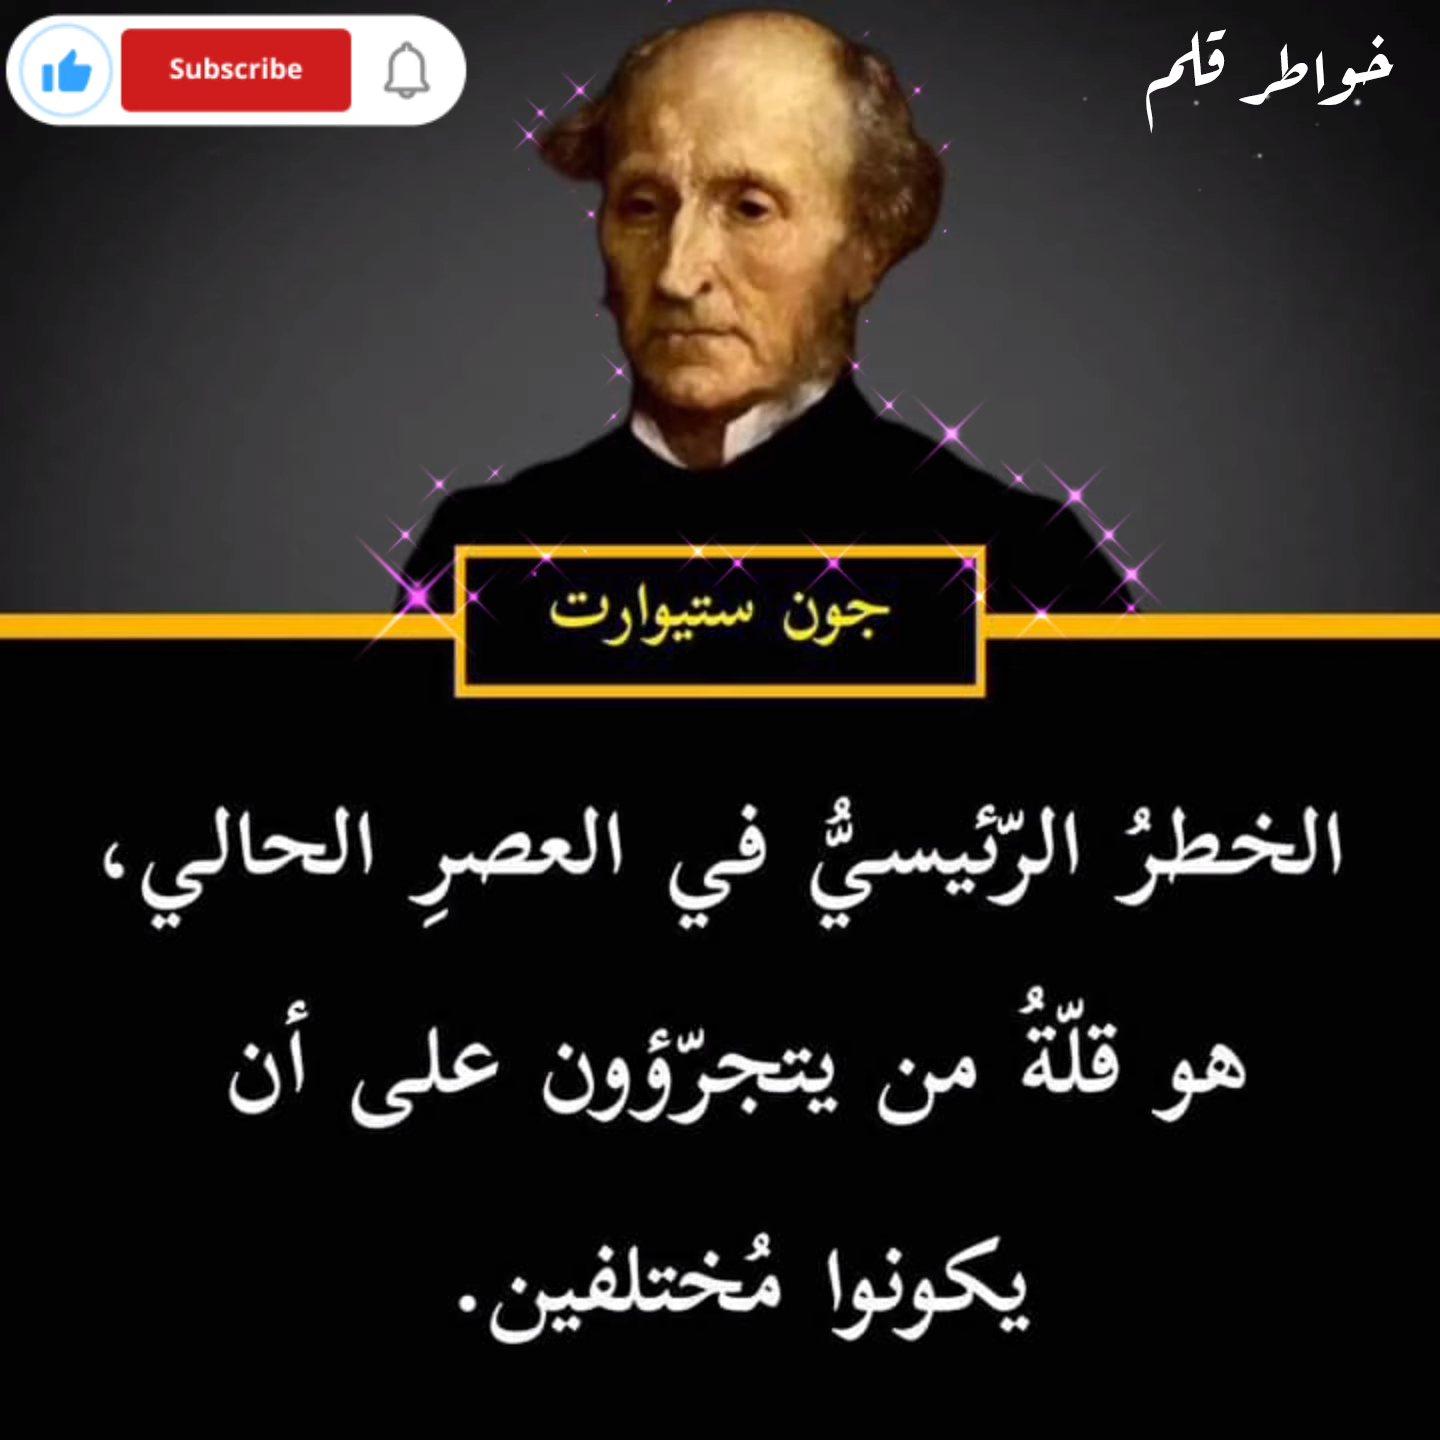 Subscribe
خواطر قلم
جون ستيوارت
الخطرُ الرّئيسيُّ في العصرِ الحالي،
هو قلّةُ من يتجرّؤون على أن
يكونوا مُختلفين.